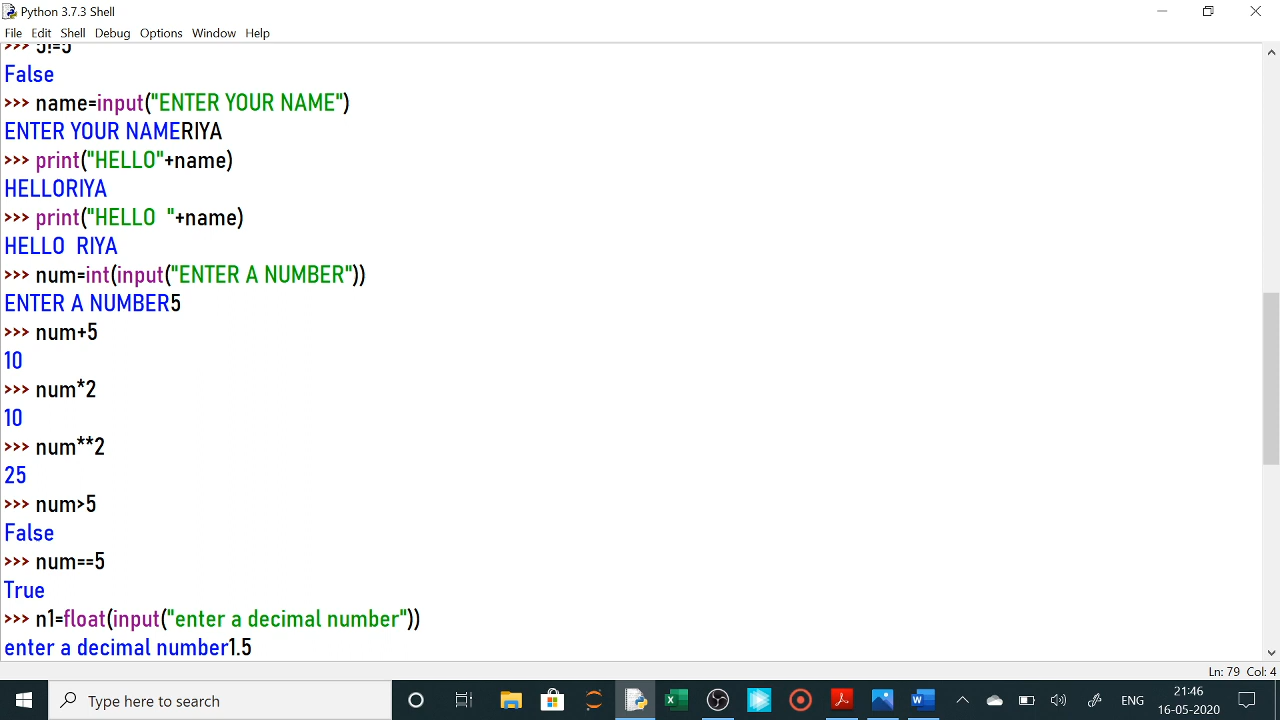 Python 3.7.3 Shell
File Edit Shell Debug Options Window Help
>>> 5!=5
False
>>> name=input("ENTER YOUR NAME")
ENTER YOUR NAMERIYA
>>> print("HELLO"+name)
HELLORIYA
>>> print("HELLO  "+name)
HELLO  RIYA
>>> num=int(input("ENTER A NUMBER"))
ENTER A NUMBER5
>>> num+5
10
>>> num*2
10
>>> num**2
25
>>> num>5
False
>>> num==5
True
>>> n1=float(input("enter a decimal number"))
enter a decimal number1.5
Ln: 79 Col: 4
Type here to search
ENG
21:46
16-05-2020